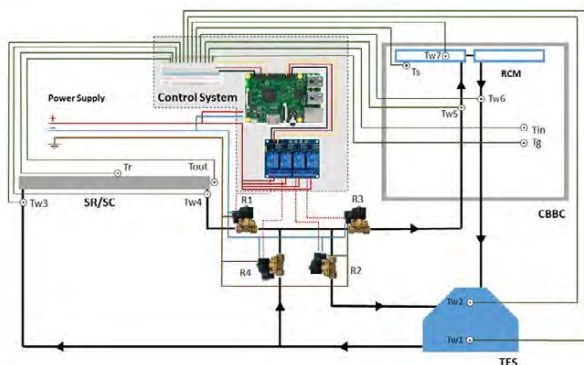 Tw7
Ts
RCM
Control System
Tw6
Power Supply
Tw5
+
−
Tin
Tg
Tr
Tout
R1
R3
CBBC
SR/SC
Tw3
Tw4
R4
R2
Tw2
Tw1
TES